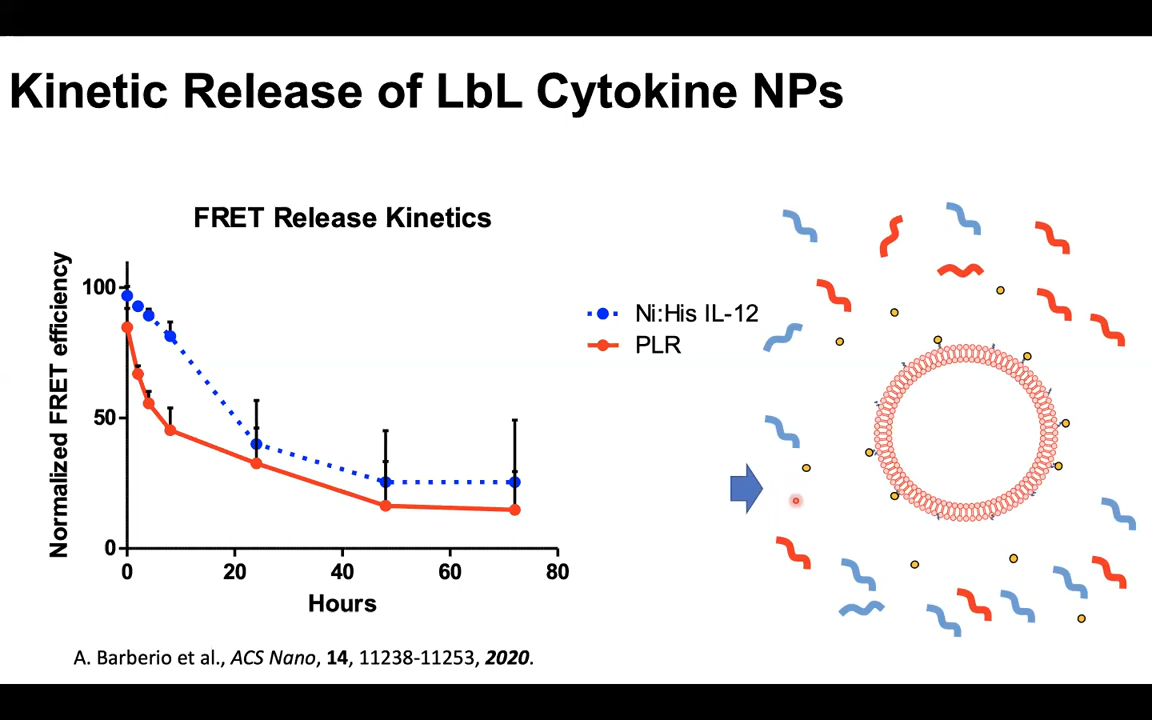 Kinetic Release of LbL Cytokine NPs
FRET Release Kinetics
Normalized FRET efficiency
100
50
0
0 20 40 60 80
Hours
Ni:His IL-12
PLR
A. Barberio et al., ACS Nano, 14, 11238-11253, 2020.